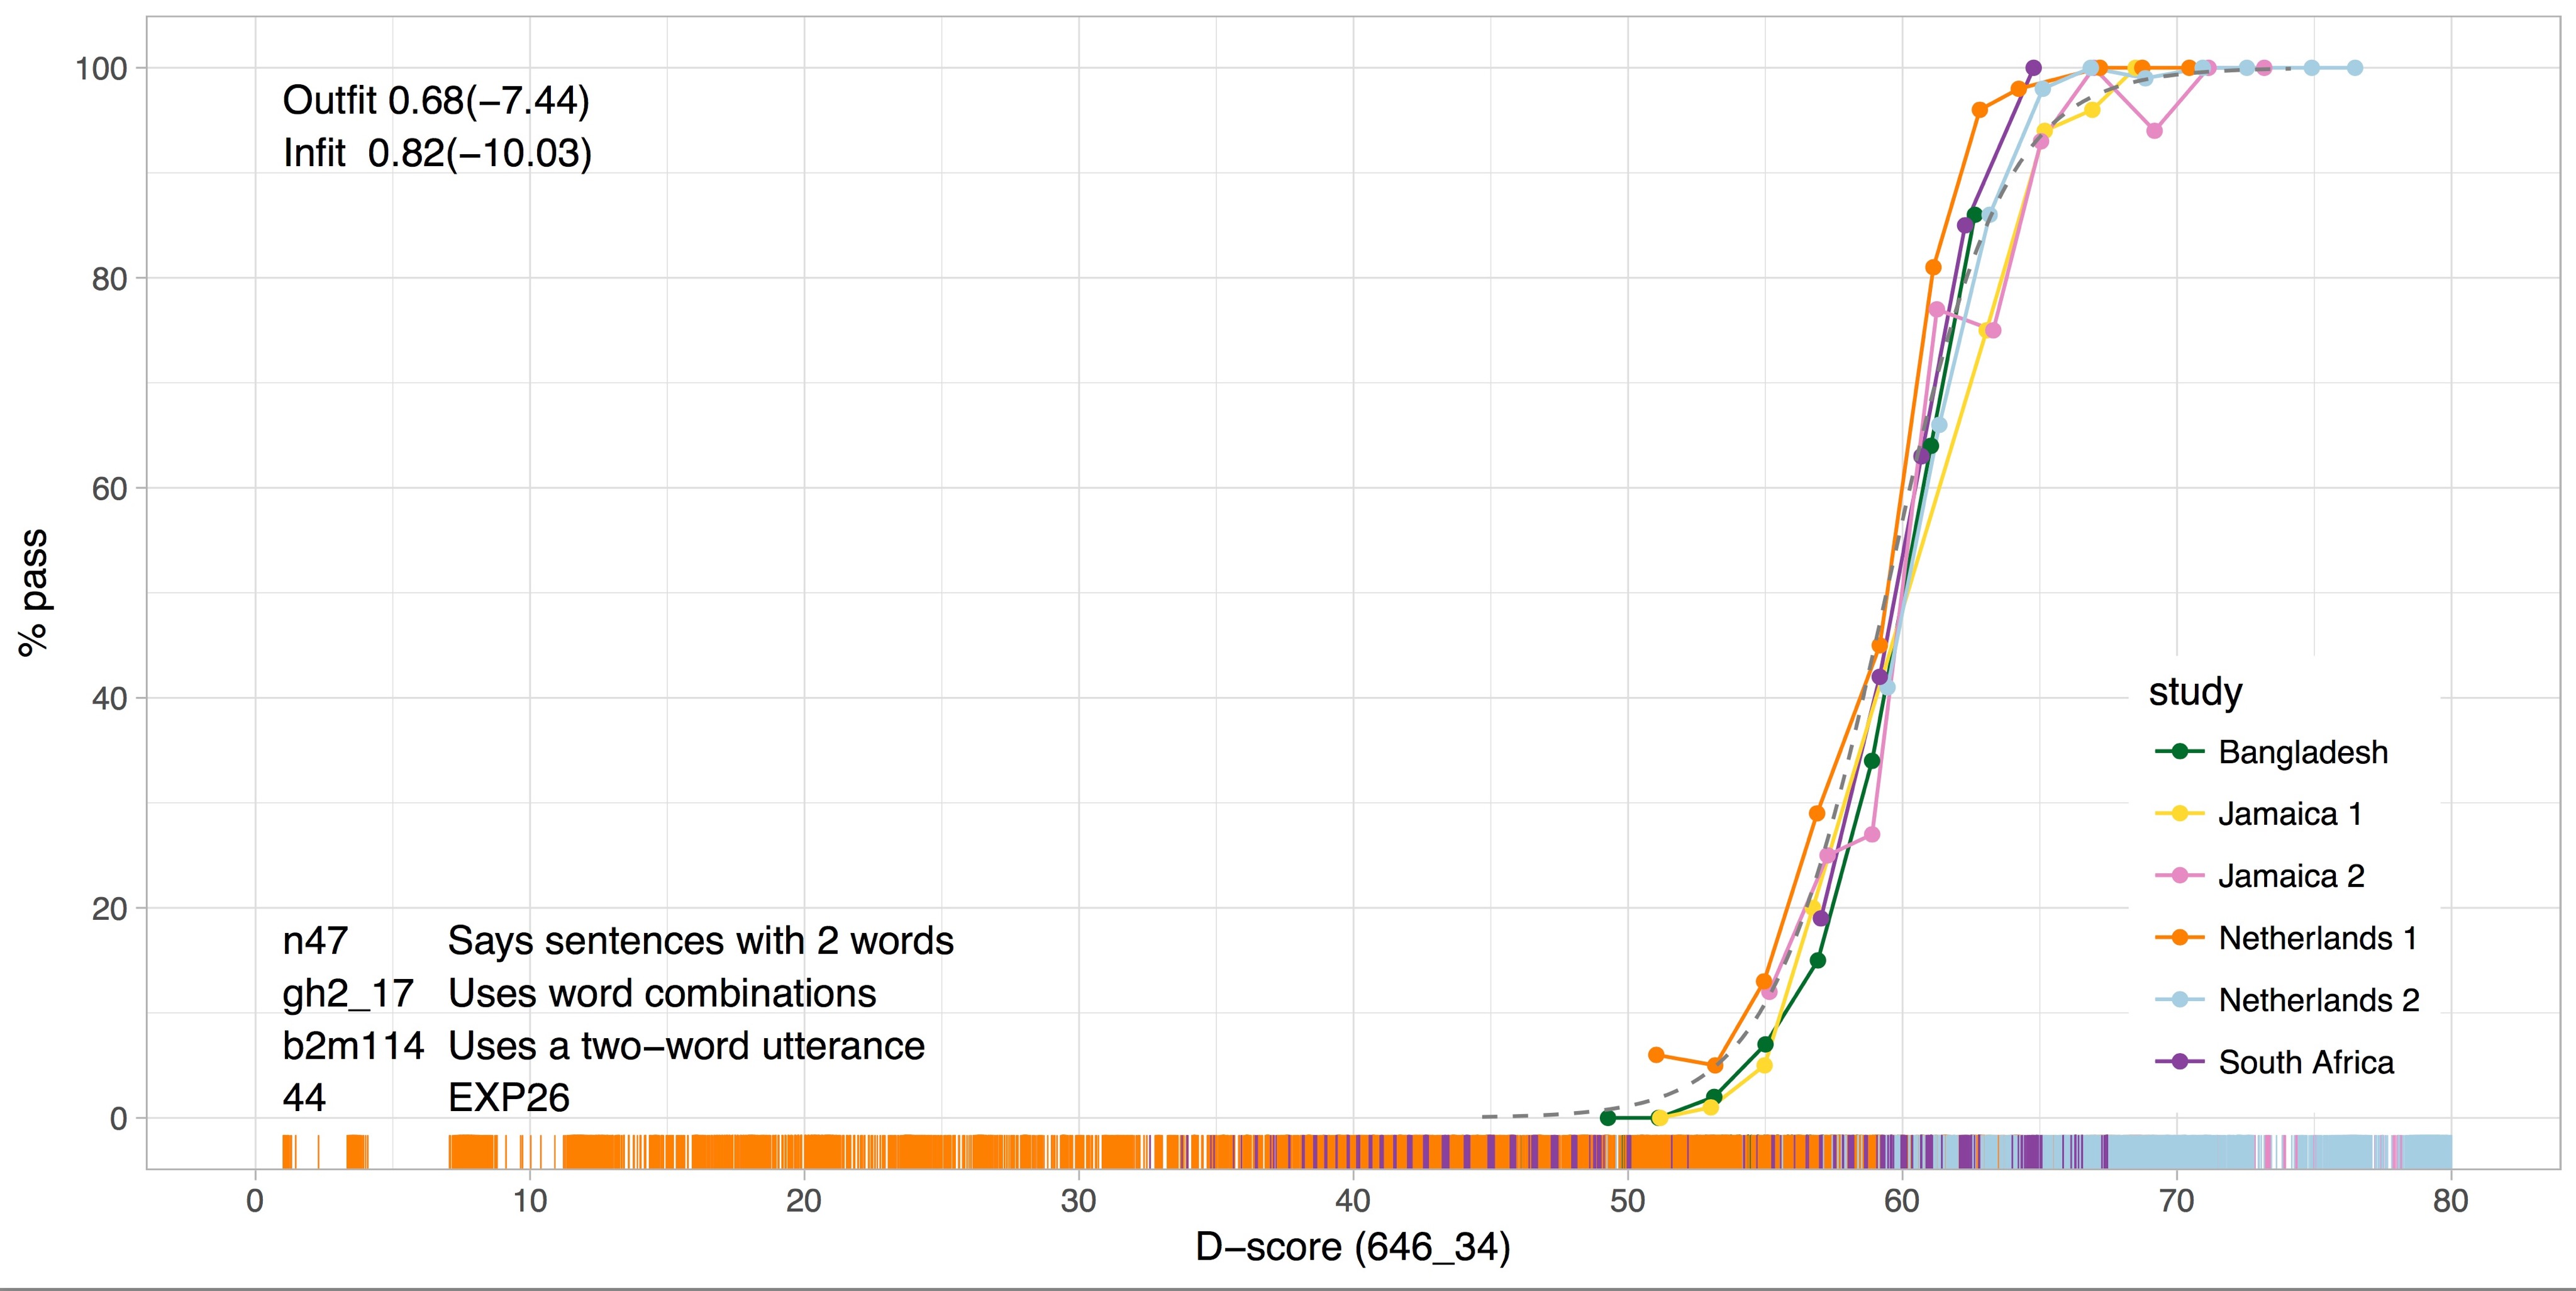 Outfit 0.68(−7.44)
Infit 0.82(−10.03)
100
80
60
40
20
0
% pass
n47 Says sentences with 2 words
gh2_17 Uses word combinations
b2m114 Uses a two−word utterance
44 EXP26
study
Bangladesh
Jamaica 1
Jamaica 2
Netherlands 1
Netherlands 2
South Africa
0 10 20 30 40 50 60 70 80
D−score (646_34)